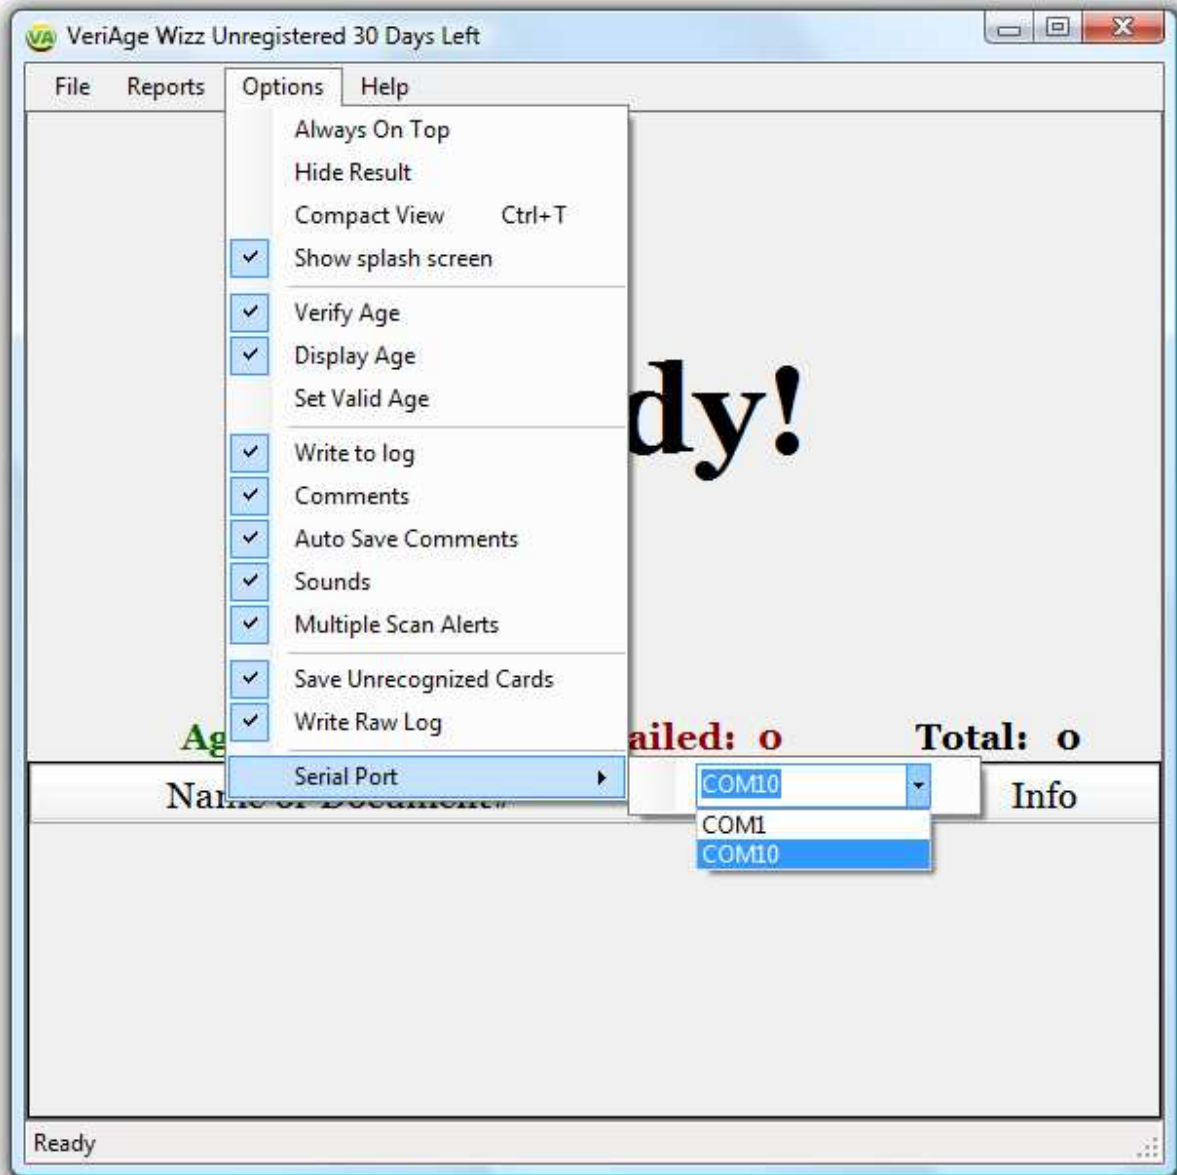 VA VeriAge Wizz Unregistered 30 Days Left
File Reports Options Help
Always On Top
Hide Result
Compact View Ctrl+T
Show splash screen
Verify Age
Display Age
Set Valid Age
dy!
Write to log
Comments
Auto Save Comments
Sounds
Multiple Scan Alerts
Save Unrecognized Cards
Write Raw Log
Ag ailed: 0 Total: 0
Serial Port COM10
Info
COM1
COM10
Ready